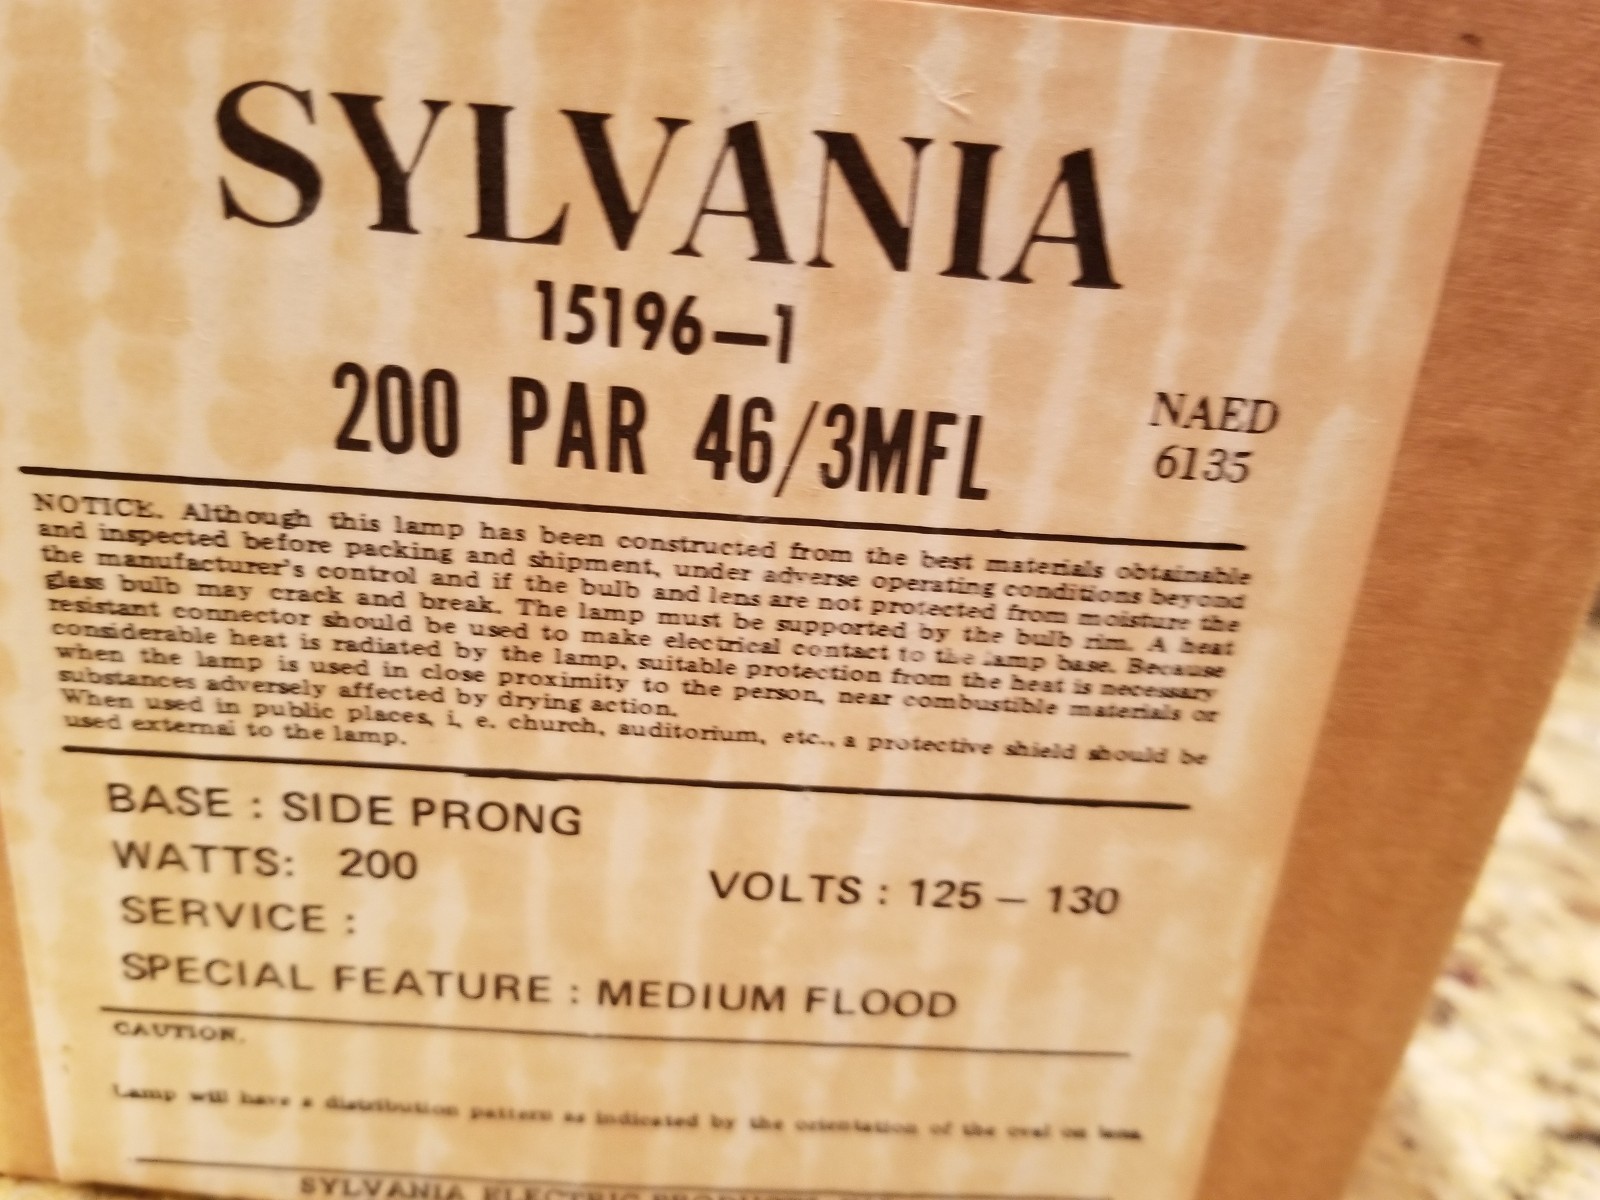 SYLVANIA
15196—1
200 PAR 46/3MFL
NAED
6135
NOTICE. Although this lamp has been constructed from the best materials obtainable
and inspected before packing and shipment, under adverse operating conditions beyond
the manufacturer's control and if the bulb and lens are not protected from moisture the
glass bulb may crack and break. The lamp must be supported by the bulb rim. A heat
resistant connector should be used to make electrical contact to the lamp base. Because
considerable heat is radiated by the lamp, suitable protection from the heat is necessary
when the lamp is used in close proximity to the person, near combustible materials or
substances adversely affected by drying action.
When used in public places, i. e. church, auditorium, etc., a protective shield should be
used external to the lamp.
BASE : SIDE PRONG
WATTS: 200
VOLTS : 125 – 130
SERVICE :
SPECIAL FEATURE : MEDIUM FLOOD
CAUTION.
Lamp will have a distribution pattern as indicated by the orientation of the oval on lens
SYLVANIA ELECTRIC PRODUCTS